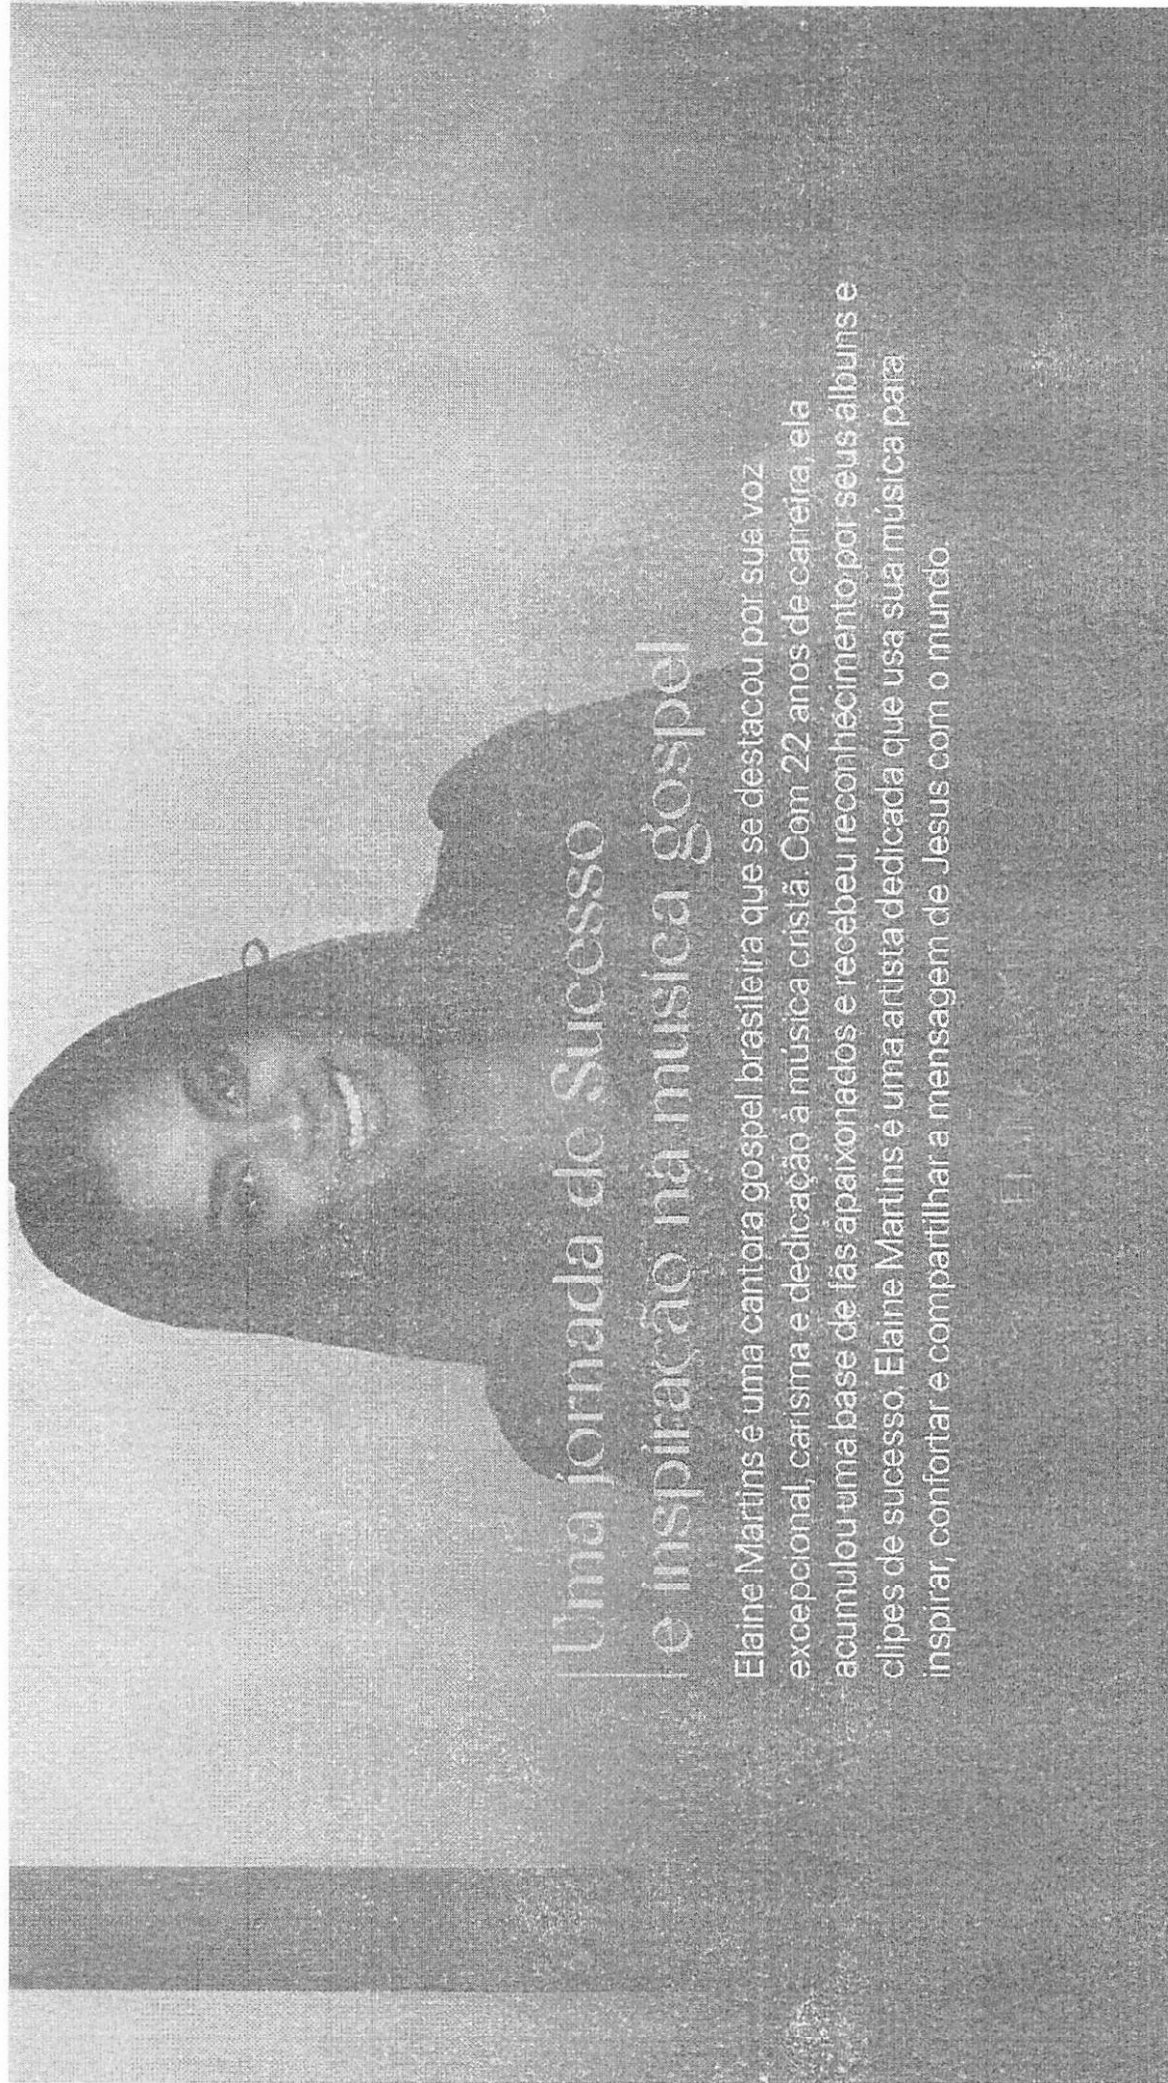 Uma jornada de Sucesso
e inspiração na musica gospel
Elaine Martins é uma cantora gospel brasileira que se destacou por sua voz
excepcional, carisma e dedicação à música cristã. Com 22 anos de carreira, ela
acumulou uma base de fãs apaixonados e recebeu reconhecimento por seus albuns e
clipes de sucesso, Elaine Martins é uma artista dedicada que usa sua música para
inspirar, confortar e compartilhar a mensagem de Jesus com o mundo.